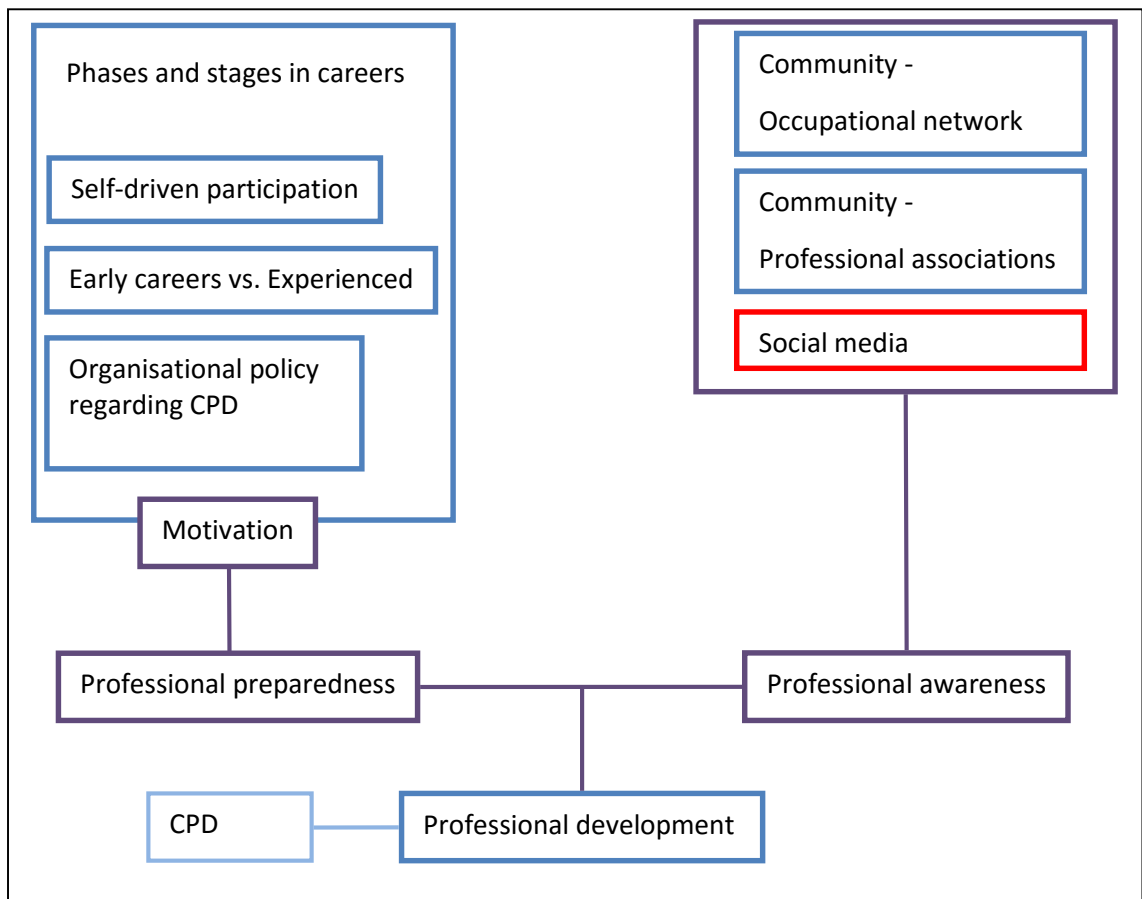 Phases and stages in careers
Self-driven participation
Early careers vs. Experienced
Organisational policy
regarding CPD
Motivation
Community -
Occupational network
Community -
Professional associations
Social media
Professional preparedness
Professional awareness
CPD
Professional development